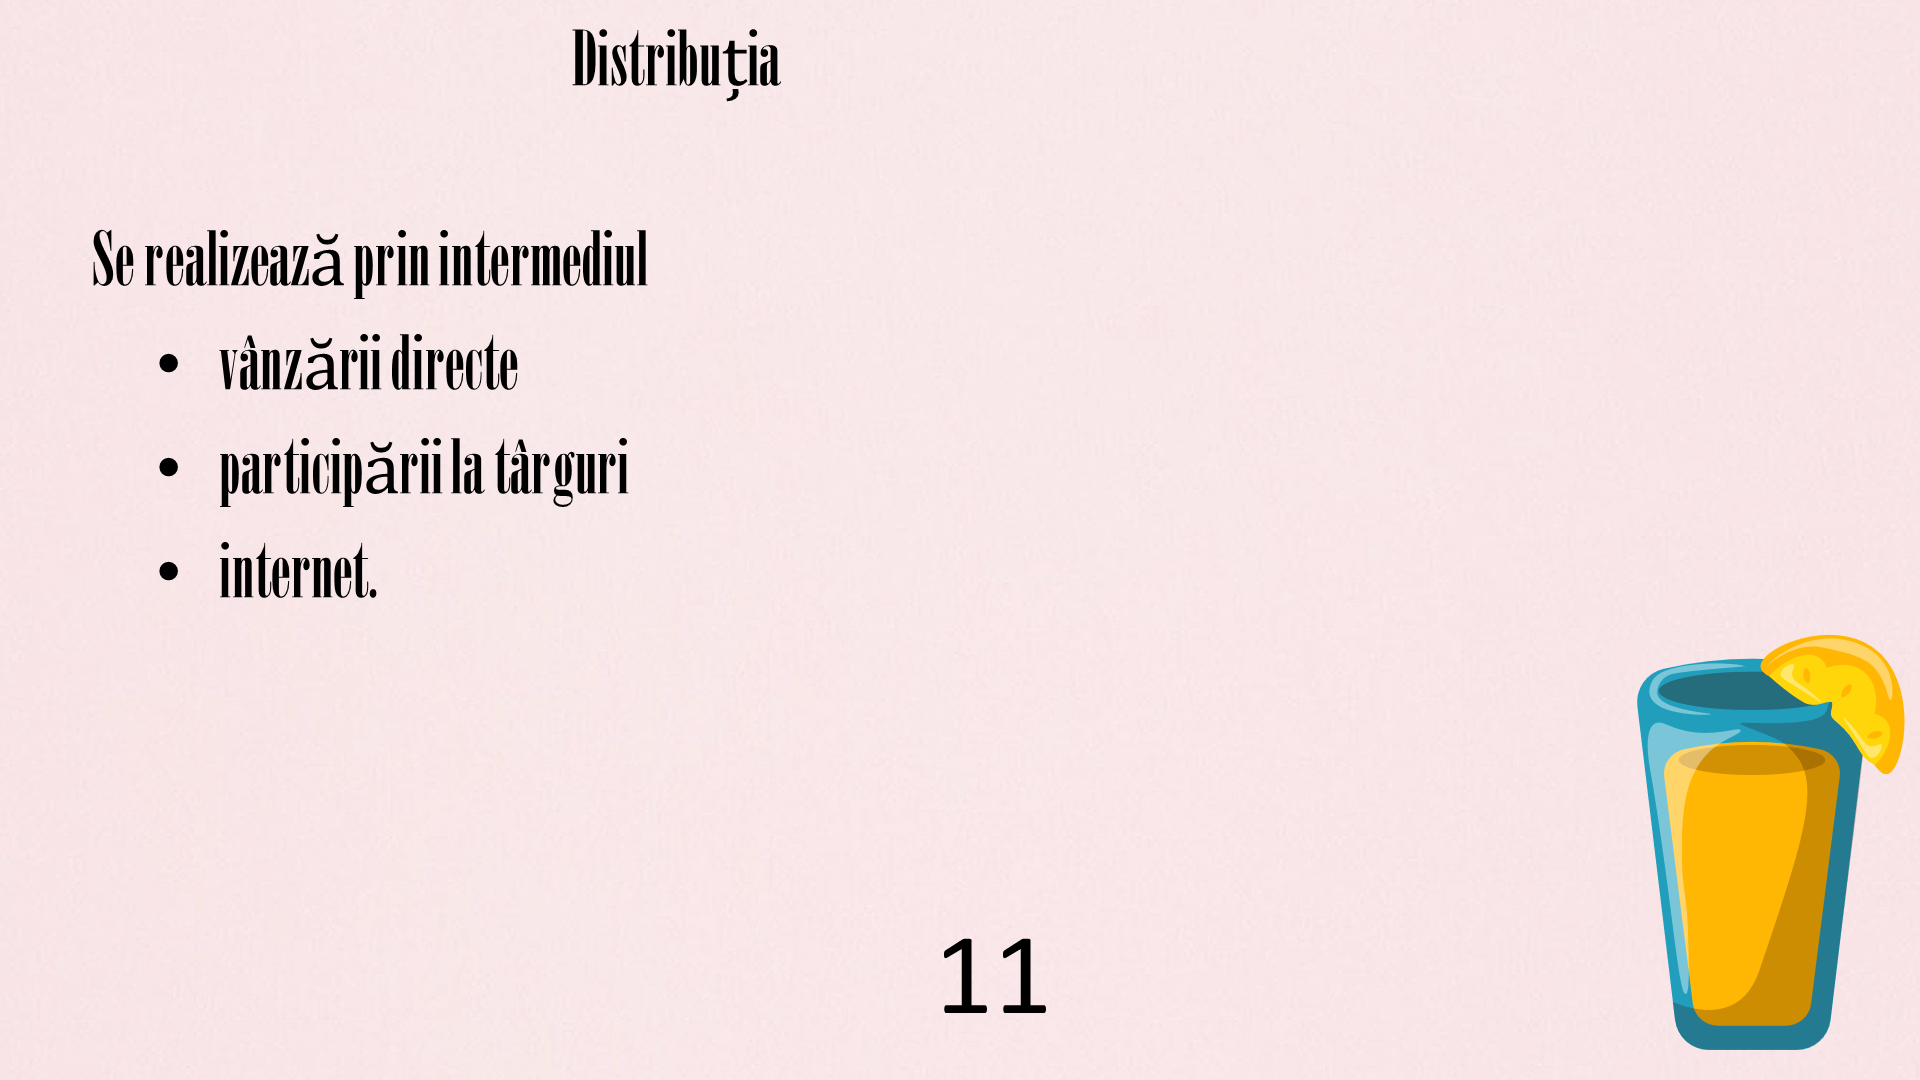 Distribuția
Se realizează prin intermediul
• vânzării directe
• participării la târguri
• internet.
11